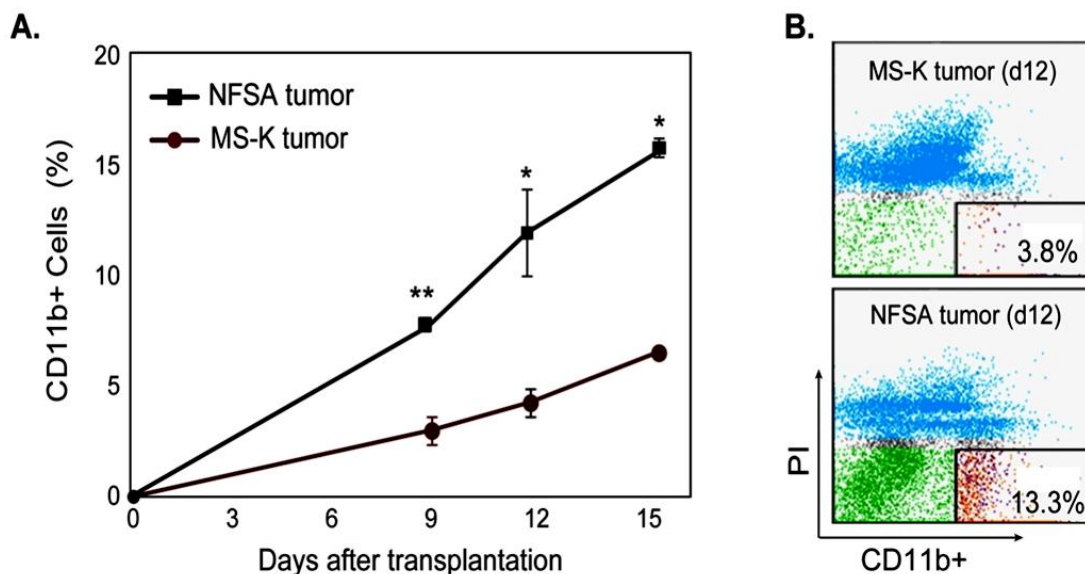 A.
20
15
10
5
0
CD11b+ Cells (%)
NFSA tumor
MS-K tumor
**
*
*
0 3 6 9 12 15
Days after transplantation
B.
MS-K tumor (d12)
3.8%
NFSA tumor (d12)
13.3%
PI
CD11b+